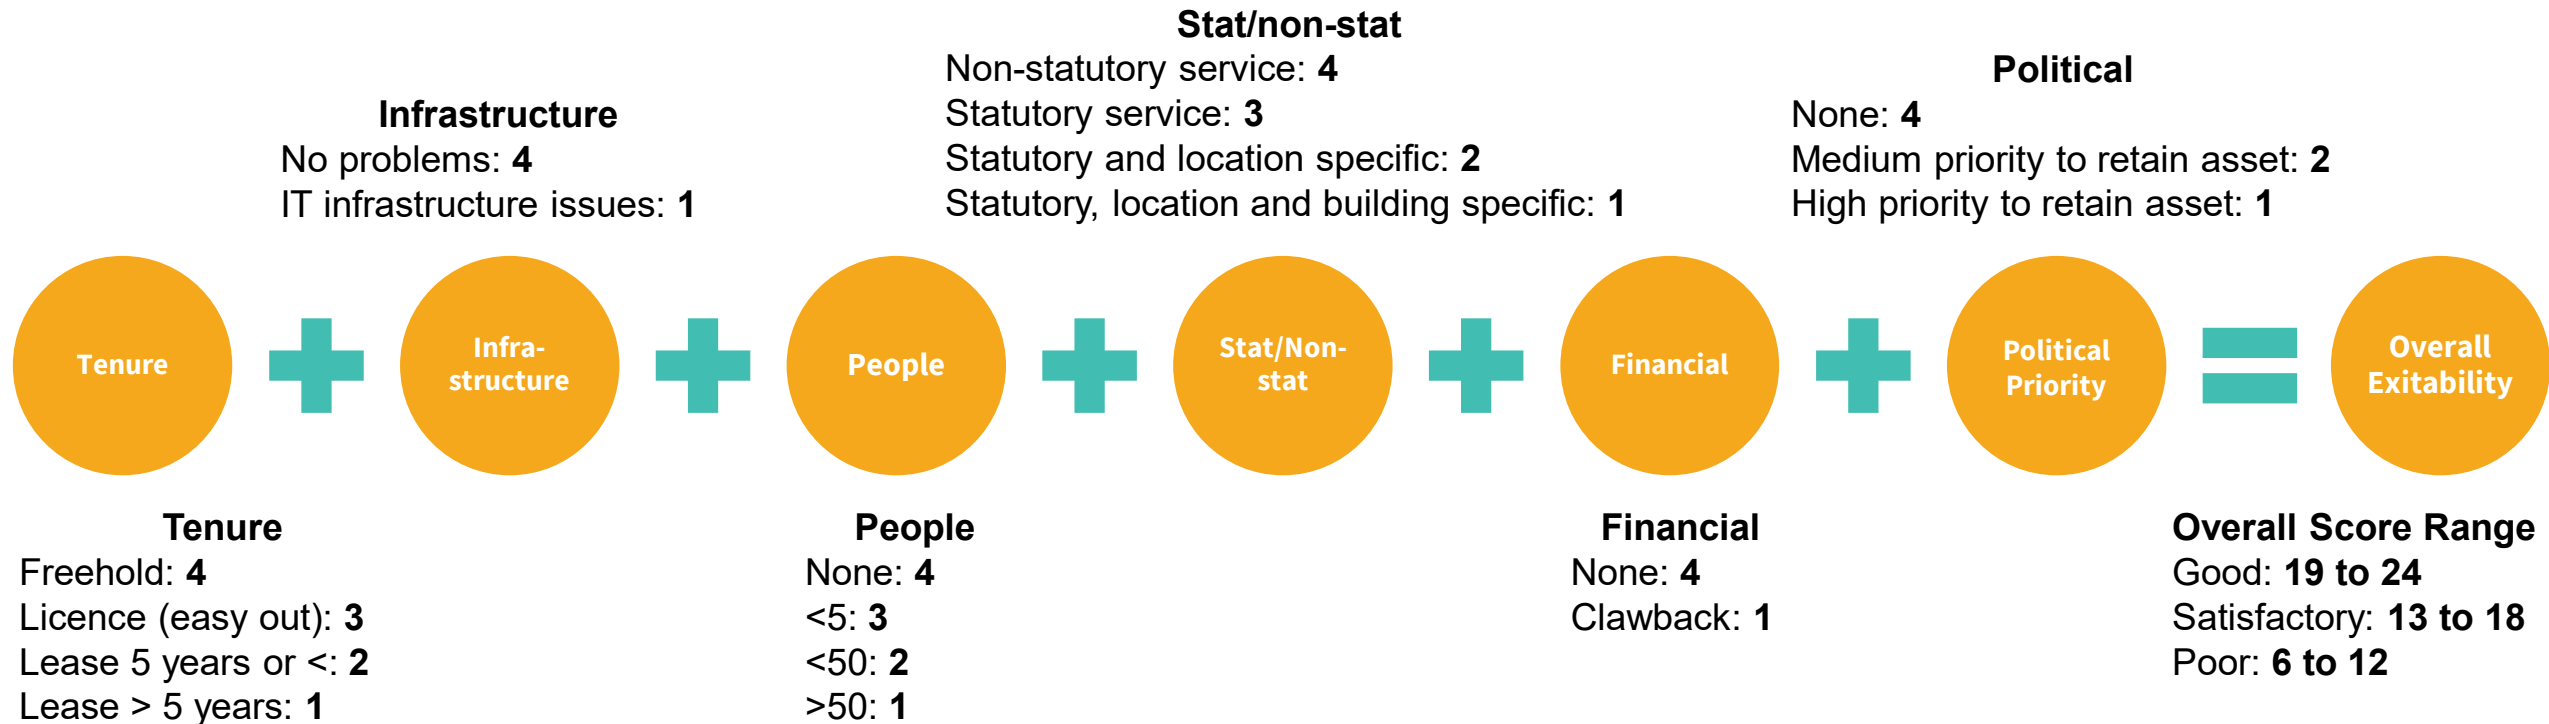 Stat/non-stat
Non-statutory service: 4
Statutory service: 3
Statutory and location specific: 2
Statutory, location and building specific: 1
Political
None: 4
Medium priority to retain asset: 2
High priority to retain asset: 1
Infrastructure
No problems: 4
IT infrastructure issues: 1
Tenure
Infra-
structure
People
Stat/Non-
stat
Financial
Political
Priority
Overall
Exitability
Tenure
Freehold: 4
Licence (easy out): 3
Lease 5 years or <: 2
Lease > 5 years: 1
People
None: 4
<5: 3
<50: 2
>50: 1
Financial
None: 4
Clawback: 1
Overall Score Range
Good: 19 to 24
Satisfactory: 13 to 18
Poor: 6 to 12